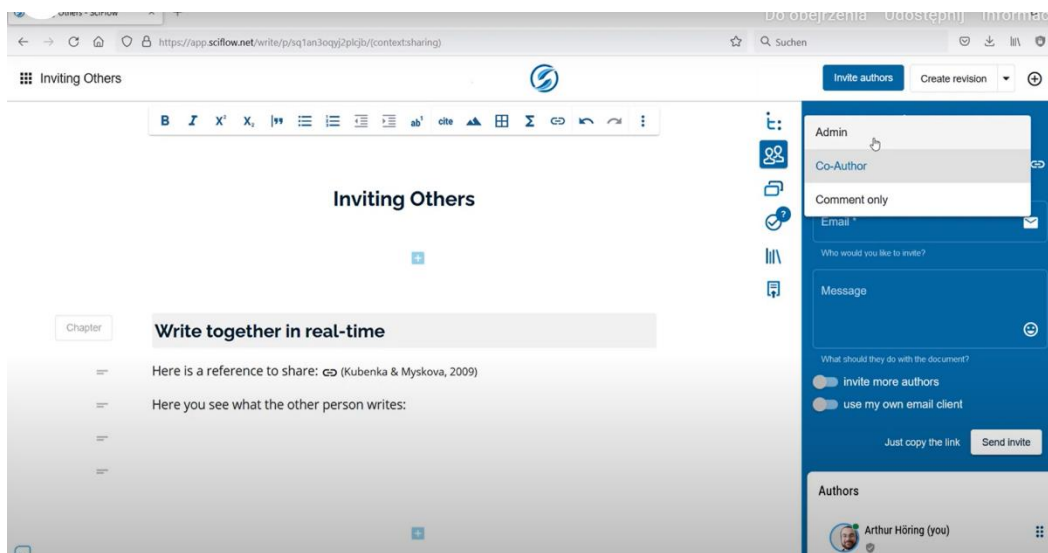 Others - SciFlow
Do obejrzenia Udostępnij
https://app.sciflow.net/write/p/sq1an3oqyj2plcjb/(context:sharing)
Suchen
Inviting Others
Invite authors
Create revision
B I X² X₂ ab¹ cite Σ
Admin
Co-Author
Comment only
Inviting Others
Email *
Who would you like to invite?
Message
Chapter
Write together in real-time
Here is a reference to share: (Kubenka & Myskova, 2009)
Here you see what the other person writes:
What should they do with the document?
invite more authors
use my own email client
Just copy the link
Send invite
Authors
Arthur Höring (you)